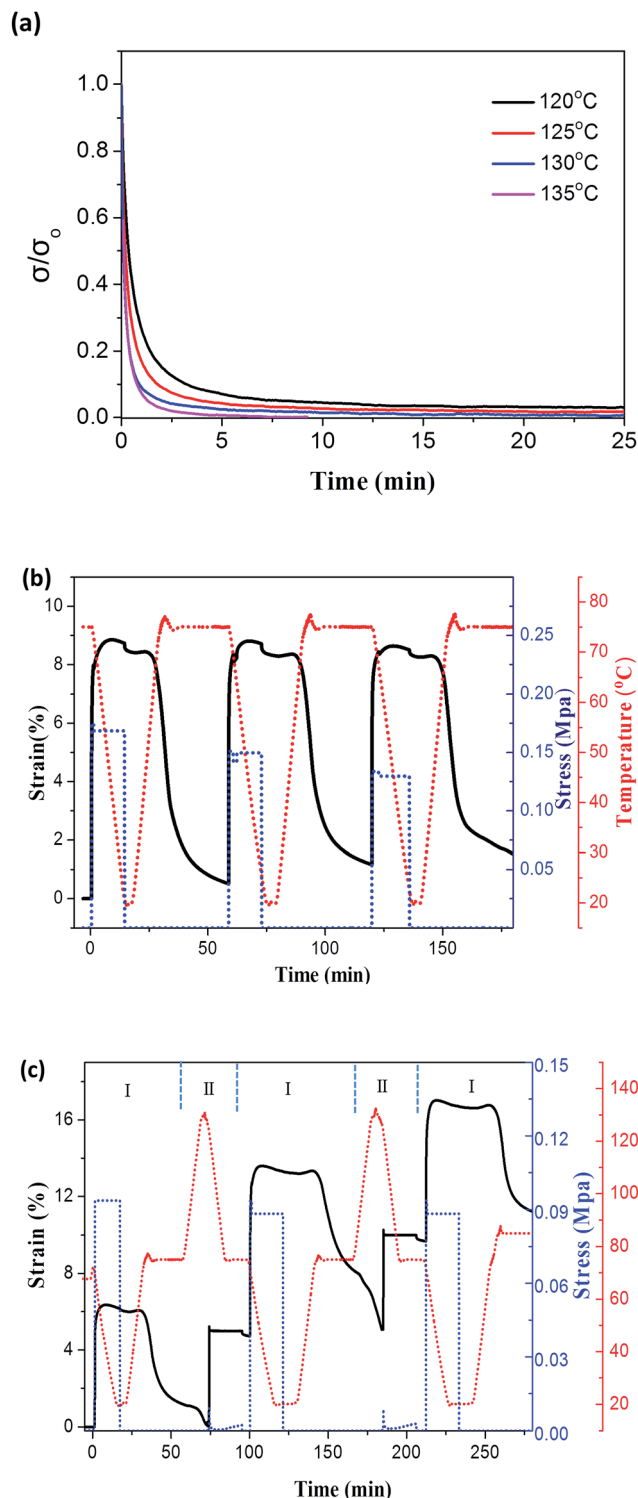 (a)
1.0
0.8
0.6
0.4
0.2
0.0
σ/σo
120°C
125°C
130°C
135°C
0 5 10 15 20 25
Time (min)
(b)
10
8
6
4
2
0
Strain(%)
0 50 100 150
Time (min)
0.25
0.20
0.15
0.10
0.05
Stress (Mpa)
80
70
60
50
40
30
20
Temperature (°C)
(c)
I II I II I
16
12
8
4
0
Strain (%)
0 50 100 150 200 250
Time (min)
0.15
0.12
0.09
0.06
0.03
0.00
Stress (Mpa)
140
120
100
80
60
40
20